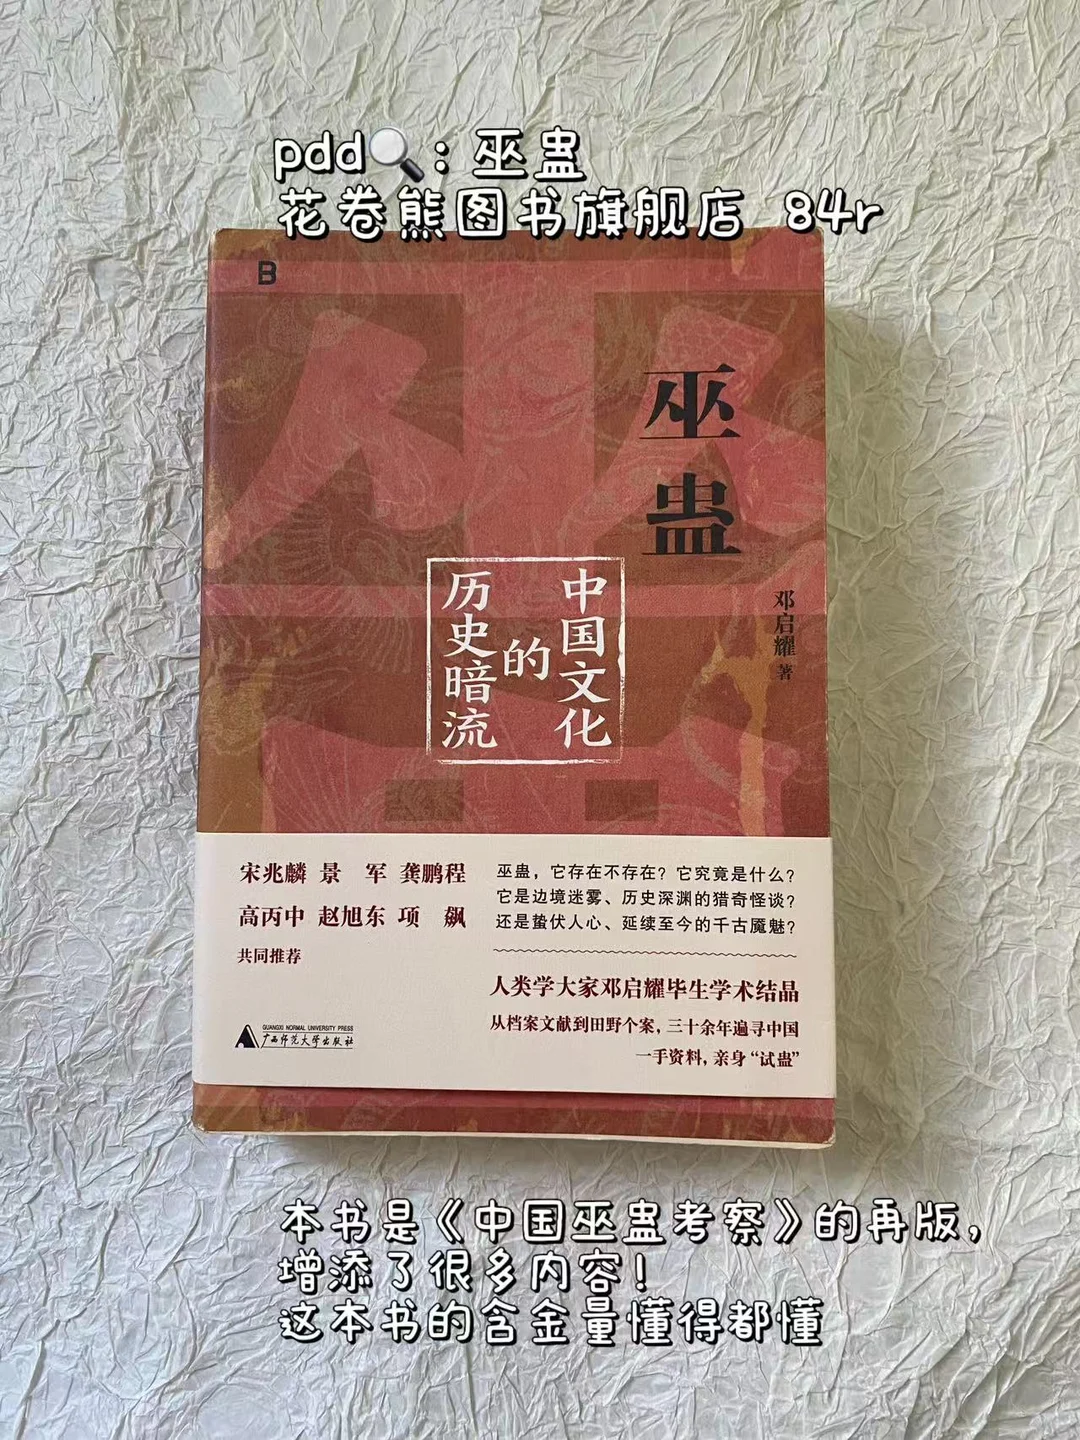 pdd🔍: 巫蛊
花卷熊图书旗舰店 84r
B
巫蛊
中国文化
的
历史暗流
邓启耀 著
宋兆麟 景 军 龚鹏程
高丙中 赵旭东 项 飙
共同推荐
GUANGXI NORMAL UNIVERSITY PRESS
广西师范大学出版社
巫蛊，它存在不存在？它究竟是什么？
它是边境迷雾、历史深渊的猎奇怪谈？
还是蛰伏人心、延续至今的千古魇魅？
人类学大家邓启耀毕生学术结晶
从档案文献到田野个案，三十余年遍寻中国
一手资料，亲身“试蛊”
本书是《中国巫蛊考察》的再版，
增添了很多内容！
这本书的含金量懂得都懂